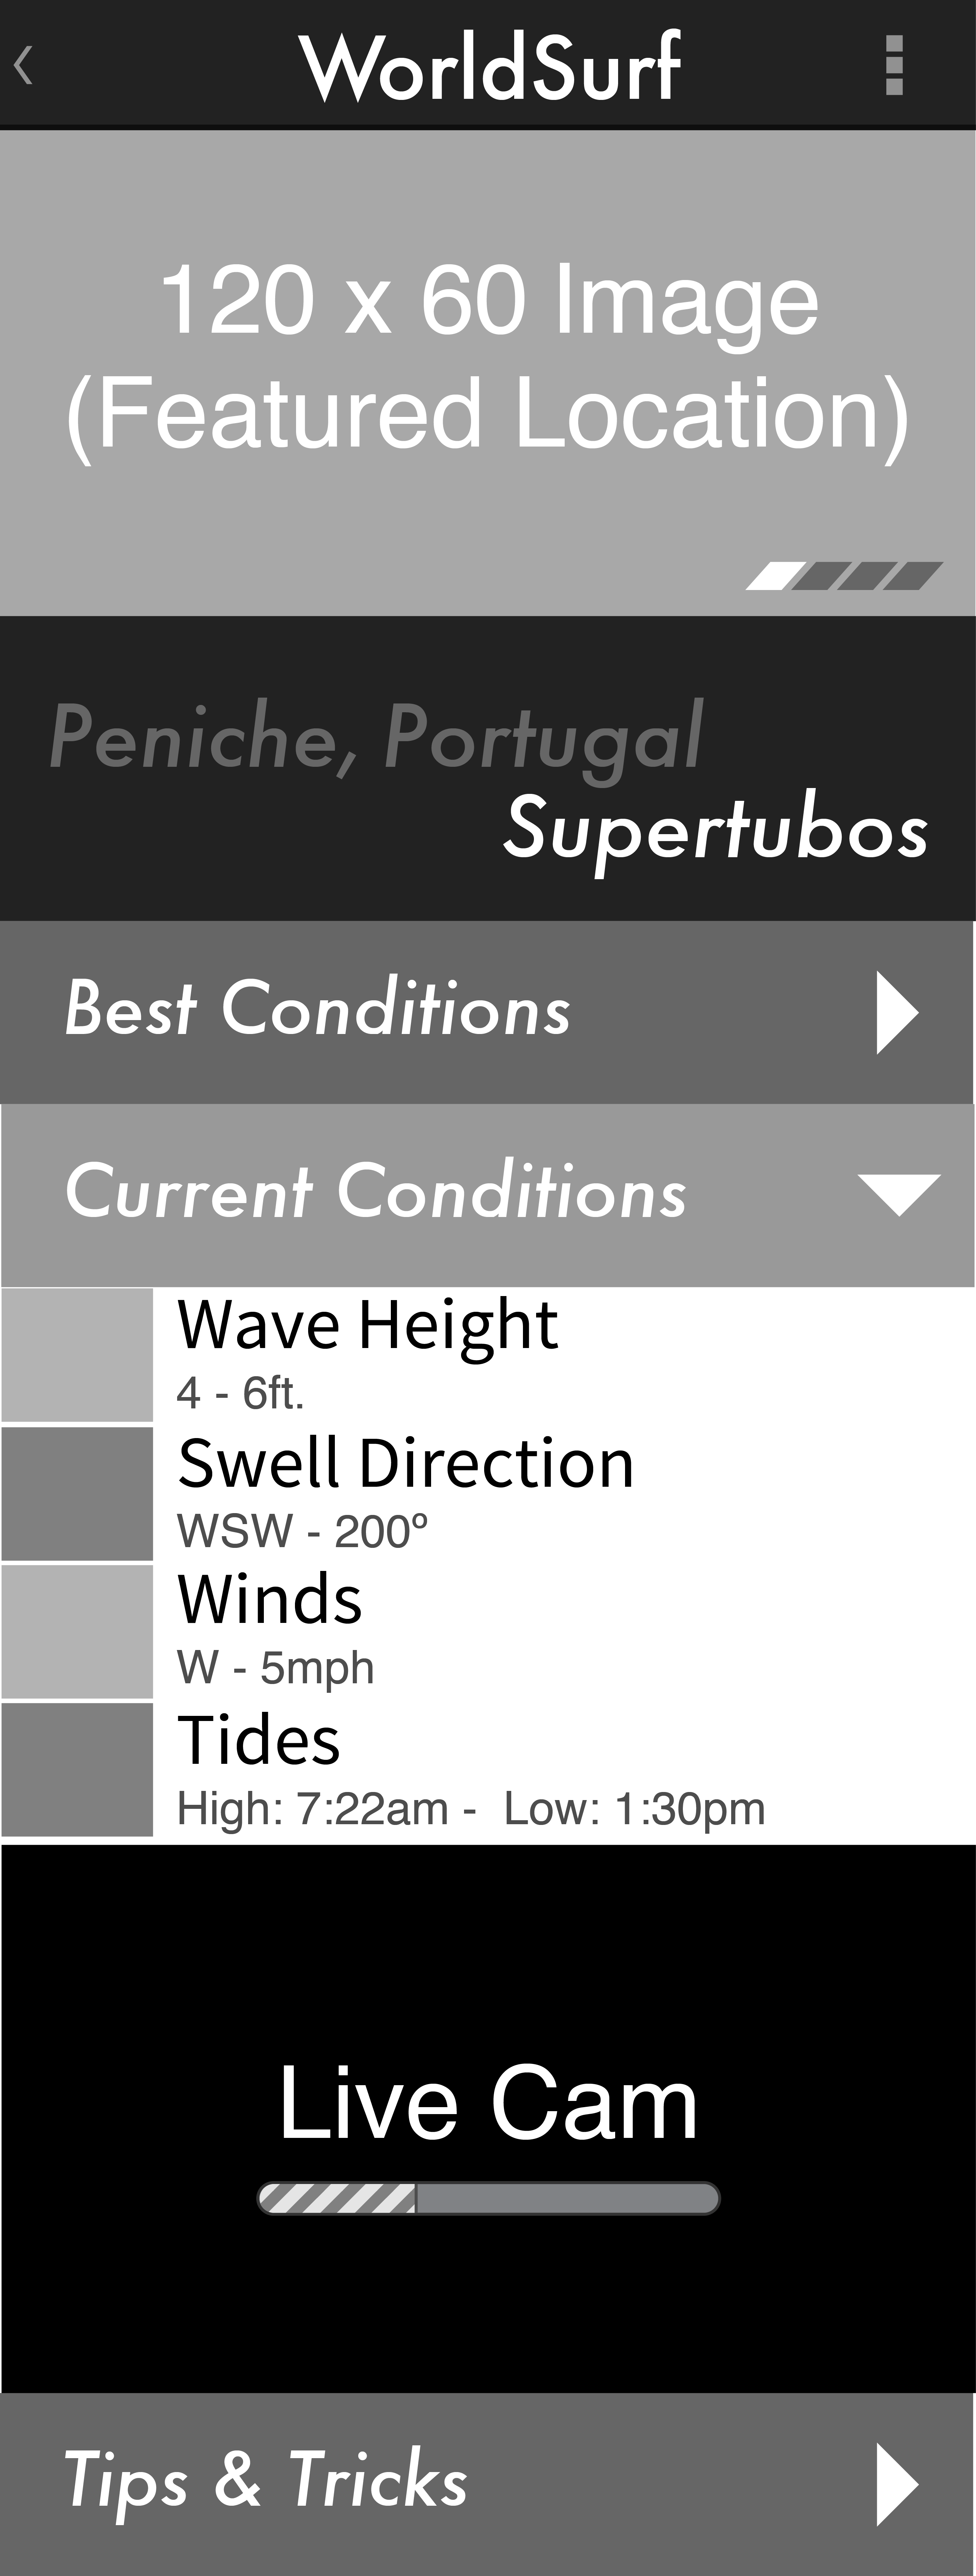 WorldSurf
120 x 60 Image
(Featured Location)
Peniche, Portugal
Supertubos
Best Conditions
Current Conditions
Wave Height
4 - 6ft.
Swell Direction
WSW - 200º
Winds
W - 5mph
Tides
High: 7:22am -  Low: 1:30pm
Live Cam
Tips & Tricks